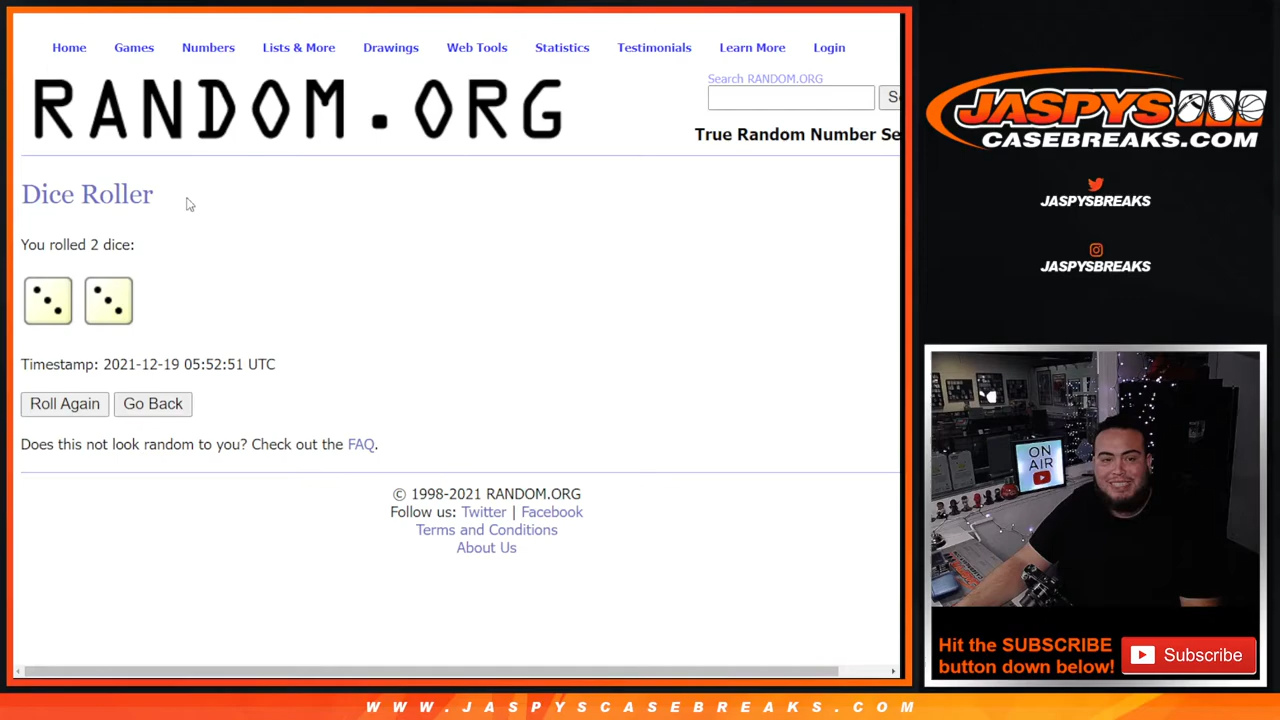 Home Games Numbers Lists & More Drawings Web Tools Statistics Testimonials Learn More Login
RANDOM.ORG
Search RANDOM.ORG
True Random Number Se
Dice Roller
You rolled 2 dice:
Timestamp: 2021-12-19 05:52:51 UTC
Roll Again Go Back
Does this not look random to you? Check out the FAQ.
© 1998-2021 RANDOM.ORG
Follow us: Twitter | Facebook
Terms and Conditions
About Us
JASPYS
CASEBREAKS.COM
JASPYSBREAKS
JASPYSBREAKS
ON
AIR
Hit the SUBSCRIBE
button down below!
Subscribe
WWW.JASPYSCASEBREAKS.COM